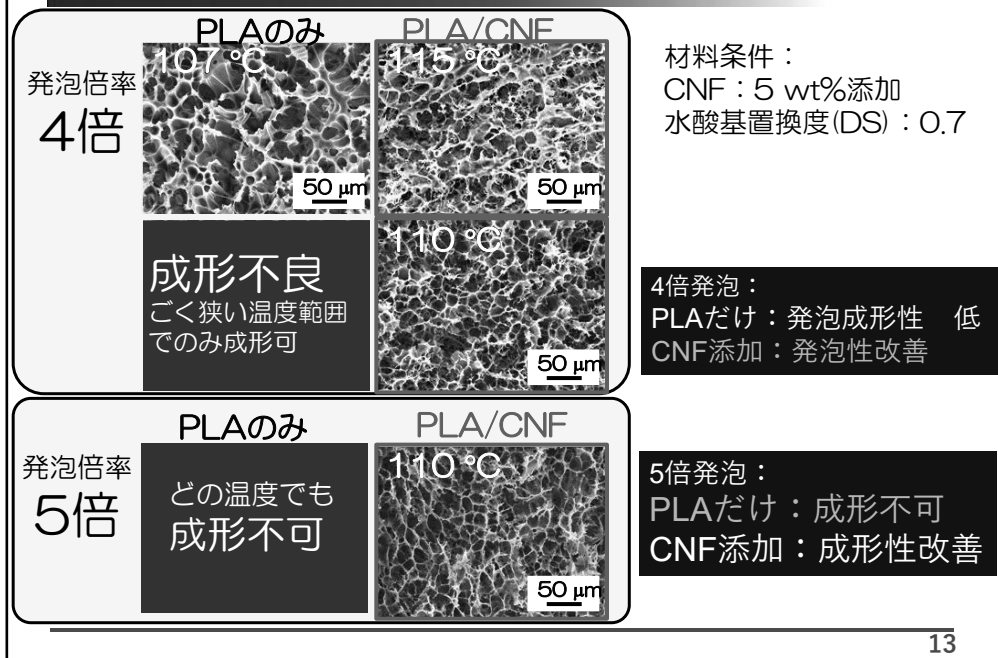 PLAのみ
PLA/CNF
発泡倍率
4倍
107 ℃
50 μm
115 ℃
50 μm
成形不良
ごく狭い温度範囲
でのみ成形可
110 ℃
50 μm
材料条件：
CNF：5 wt%添加
水酸基置換度(DS)：0.7
4倍発泡：
PLAだけ：発泡成形性　低
CNF添加：発泡性改善
PLAのみ
PLA/CNF
発泡倍率
5倍
どの温度でも
成形不可
110 ℃
50 μm
5倍発泡：
PLAだけ：成形不可
CNF添加：成形性改善
13